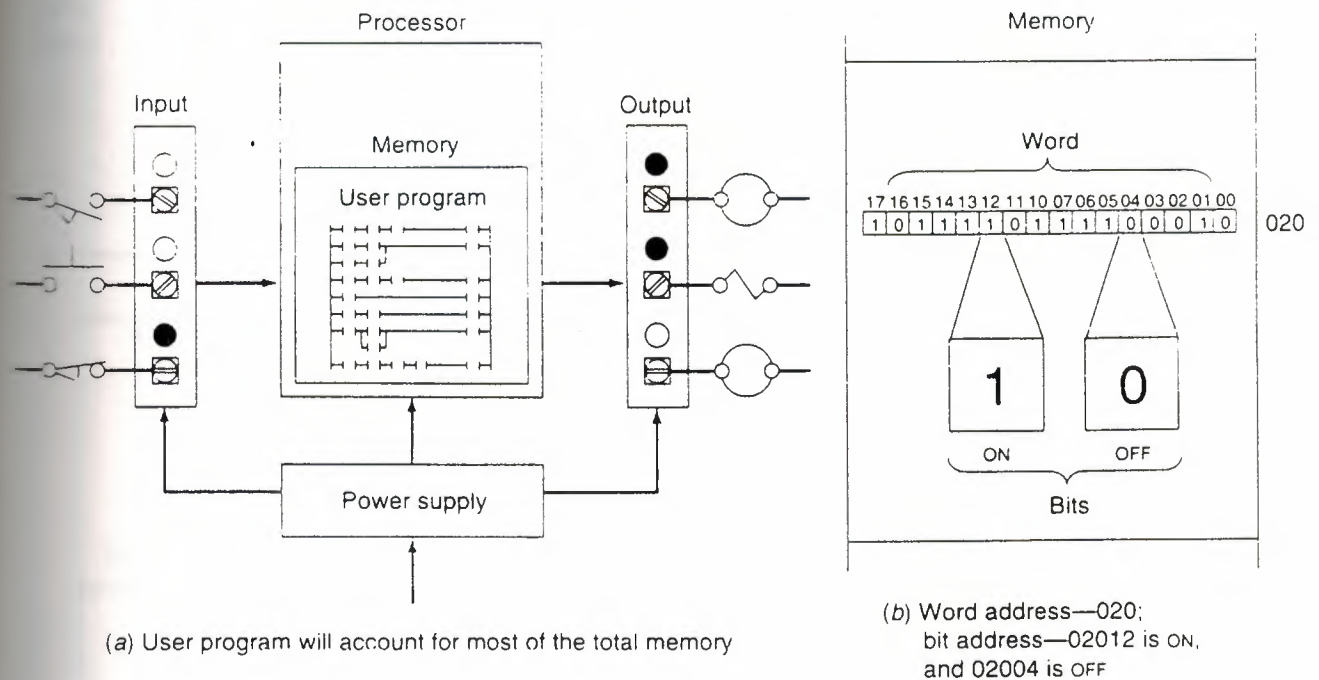 Processor
Input
Output
Memory
User program
Power supply
(a) User program will account for most of the total memory
Memory
Word
17 16 15 14 13 12 11 10 07 06 05 04 03 02 01 00
1 0 1 1 1 1 0 1 1 1 1 0 0 0 1 0
020
1 0
ON OFF
Bits
(b) Word address—020;
bit address—02012 is ON,
and 02004 is OFF